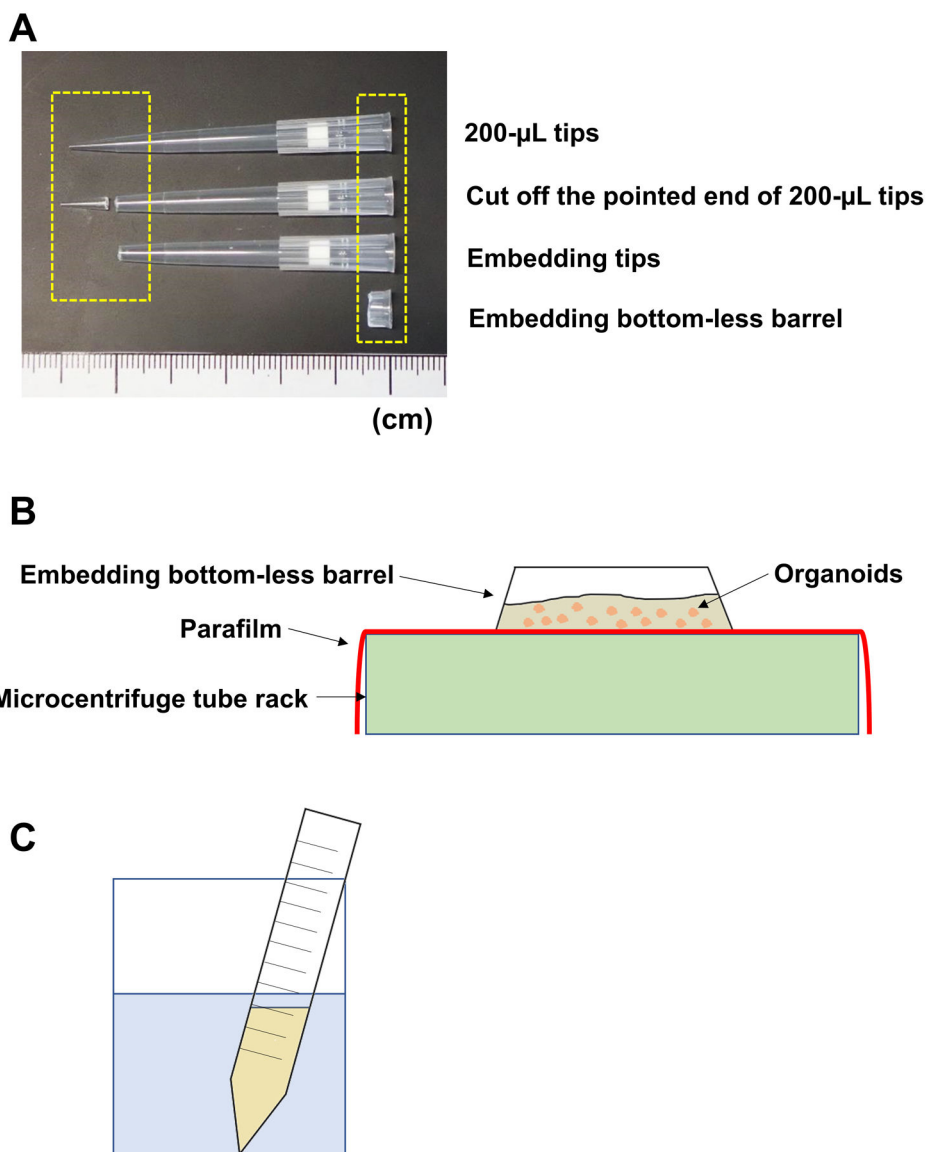 A
200-µL tips
Cut off the pointed end of 200-µL tips
Embedding tips
Embedding bottom-less barrel
(cm)
B
Embedding bottom-less barrel
Organoids
Parafilm
Microcentrifuge tube rack
C